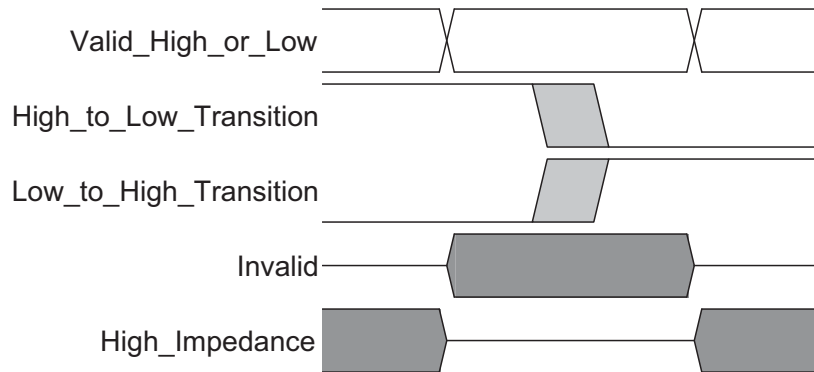 Valid_High_or_Low
High_to_Low_Transition
Low_to_High_Transition
Invalid
High_Impedance